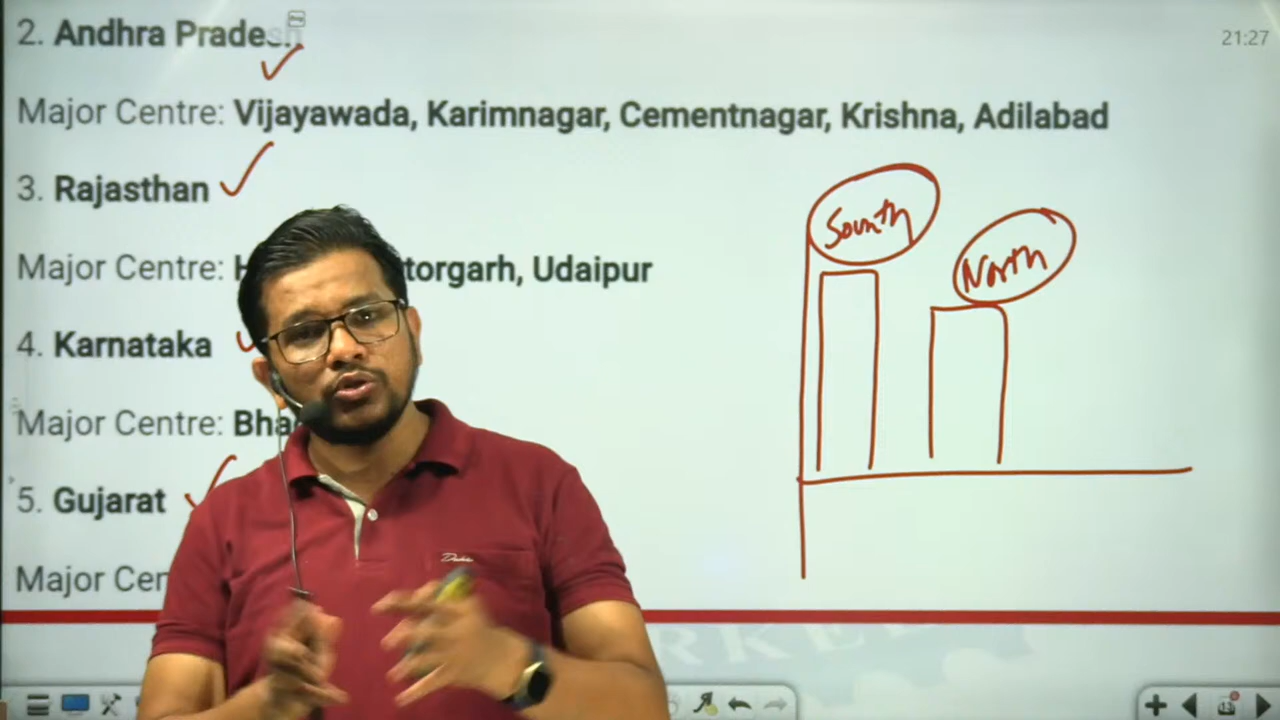 2. Andhra Pradesh
21:27
Major Centre: Vijayawada, Karimnagar, Cementnagar, Krishna, Adilabad
3. Rajasthan
South
North
Major Centre: torgarh, Udaipur
4. Karnataka
Major Centre: Bha
5. Gujarat
Major Cen